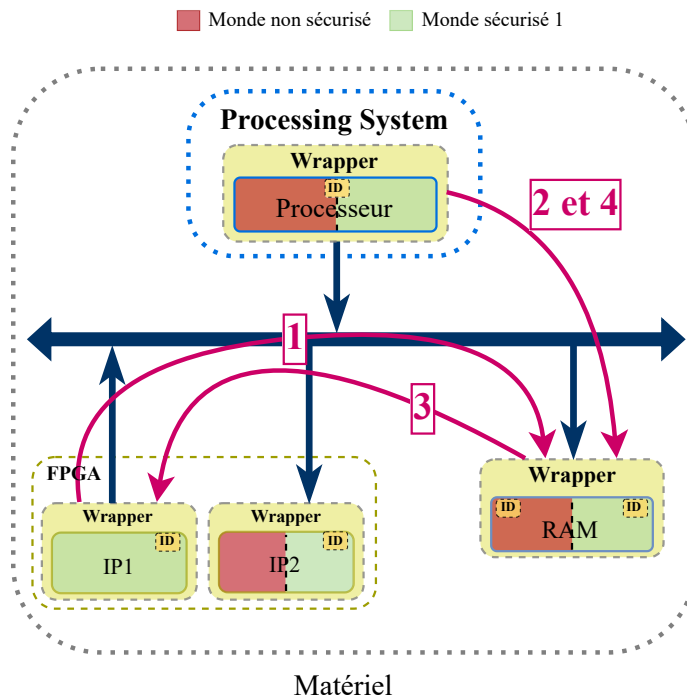 Monde non sécurisé
Monde sécurisé 1
Processing System
Wrapper
ID
Processeur
2 et 4
1
3
FPGA
Wrapper
ID
IP1
Wrapper
ID
IP2
Wrapper
ID
ID
RAM
Matériel